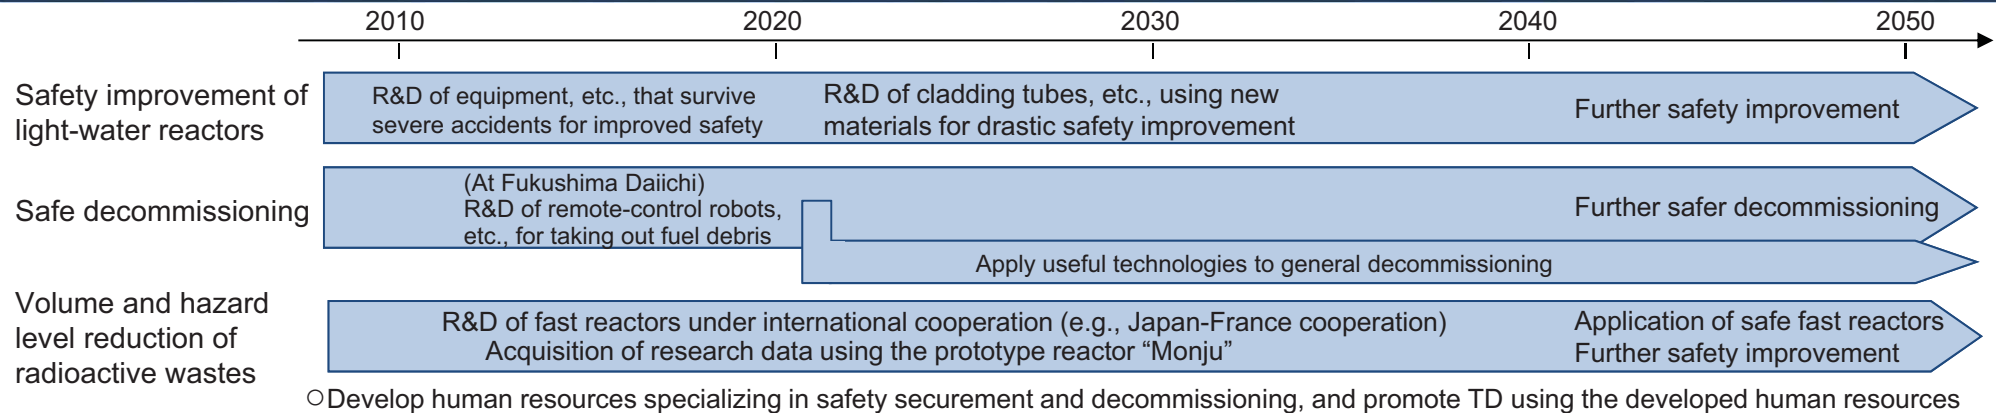 2010 2020 2030 2040 2050
Safety improvement of
light-water reactors
R&D of equipment, etc., that survive
severe accidents for improved safety
R&D of cladding tubes, etc., using new
materials for drastic safety improvement
Further safety improvement
Safe decommissioning
(At Fukushima Daiichi)
R&D of remote-control robots,
etc., for taking out fuel debris
Further safer decommissioning
Apply useful technologies to general decommissioning
Volume and hazard
level reduction of
radioactive wastes
R&D of fast reactors under international cooperation (e.g., Japan-France cooperation)
Acquisition of research data using the prototype reactor “Monju”
Application of safe fast reactors
Further safety improvement
○Develop human resources specializing in safety securement and decommissioning, and promote TD using the developed human resources